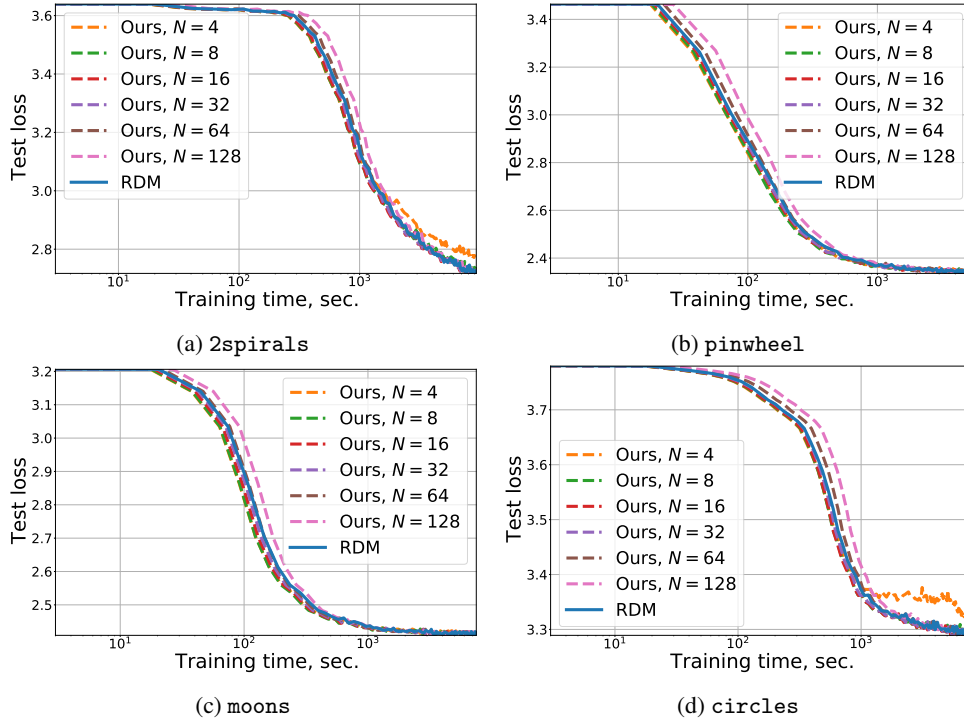 3.6
3.4
3.2
3.0
2.8
Test loss
Ours, N = 4
Ours, N = 8
Ours, N = 16
Ours, N = 32
Ours, N = 64
Ours, N = 128
RDM
10^1
10^2
10^3
Training time, sec.
(a) 2spirals
3.4
3.2
3.0
2.8
2.6
2.4
Test loss
Ours, N = 4
Ours, N = 8
Ours, N = 16
Ours, N = 32
Ours, N = 64
Ours, N = 128
RDM
10^1
10^2
10^3
Training time, sec.
(b) pinwheel
3.2
3.1
3.0
2.9
2.8
2.7
2.6
2.5
Test loss
Ours, N = 4
Ours, N = 8
Ours, N = 16
Ours, N = 32
Ours, N = 64
Ours, N = 128
RDM
10^1
10^2
10^3
Training time, sec.
(c) moons
3.7
3.6
3.5
3.4
3.3
Test loss
Ours, N = 4
Ours, N = 8
Ours, N = 16
Ours, N = 32
Ours, N = 64
Ours, N = 128
RDM
10^1
10^2
10^3
Training time, sec.
(d) circles